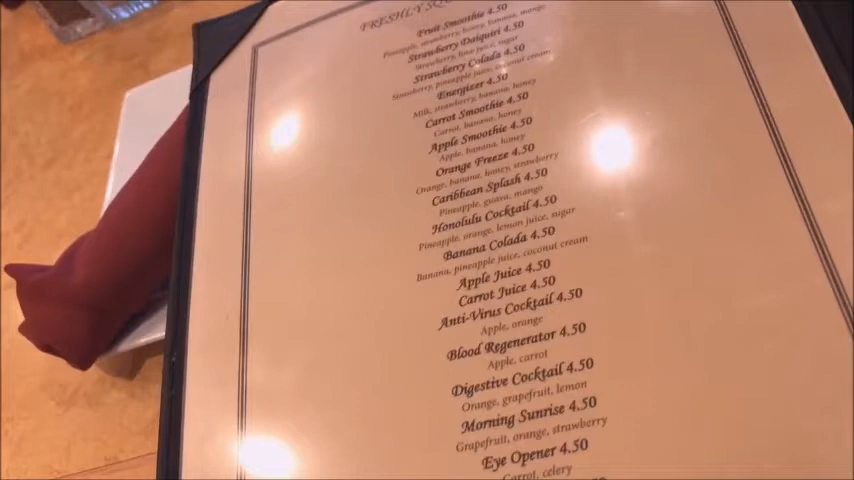 FRESHLY SQU
Fruit Smoothie 4.50
Pineapple, strawberry, honey, banana, mango
Strawberry Daiquiri 4.50
Strawberry, lime juice, sugar
Strawberry Colada 4.50
Strawberry, pineapple juice, coconut cream
Energizer 4.50
Milk, strawberry, banana, honey
Carrot Smoothie 4.50
Carrot, banana, honey
Apple Smoothie 4.50
Apple, banana, honey
Orange Freeze 4.50
Orange, banana, honey, strawberry
Caribbean Splash 4.50
Pineapple, guava, mango
Honolulu Cocktail 4.50
Pineapple, orange, lemon juice, sugar
Banana Colada 4.50
Banana, pineapple juice, coconut cream
Apple Juice 4.50
Carrot Juice 4.50
Anti-Virus Cocktail 4.50
Apple, orange
Blood Regenerator 4.50
Apple, carrot
Digestive Cocktail 4.50
Orange, grapefruit, lemon
Morning Sunrise 4.50
Grapefruit, orange, strawberry
Eye Opener 4.50
Carrot, celery